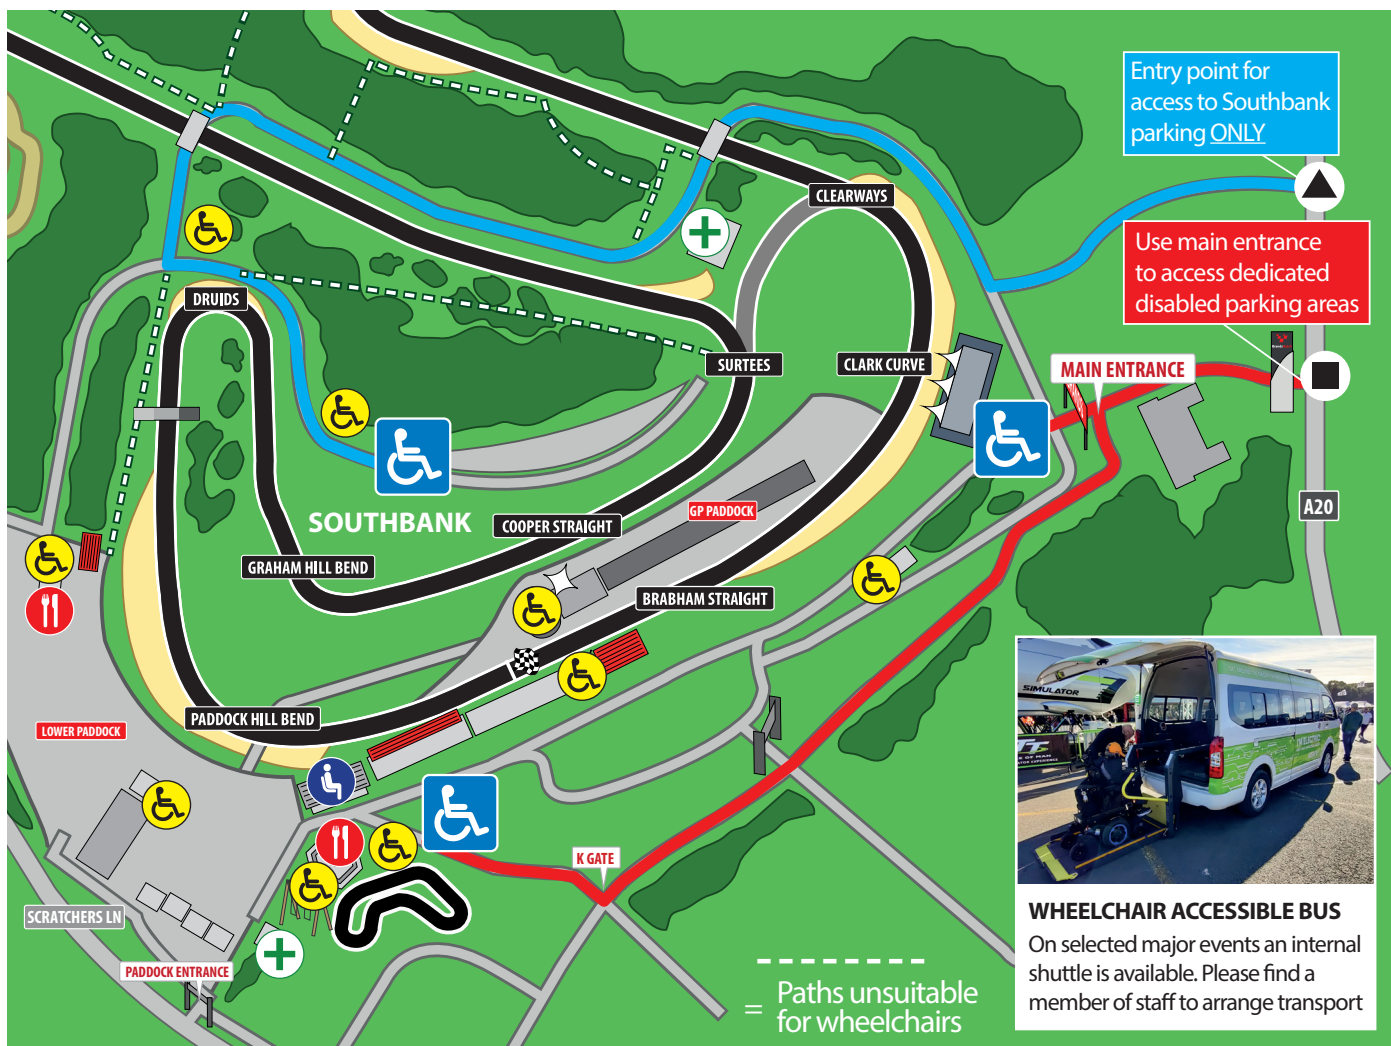 Entry point for
access to Southbank
parking ONLY
CLEARWAYS
Use main entrance
to access dedicated
disabled parking areas
DRUIDS
SURTEES
CLARK CURVE
MAIN ENTRANCE
A20
GP PADDOCK
SOUTHBANK
COOPER STRAIGHT
GRAHAM HILL BEND
BRABHAM STRAIGHT
PADDOCK HILL BEND
LOWER PADDOCK
SIMULATOR
K GATE
SCRATCHERS LN
PADDOCK ENTRANCE
= Paths unsuitable
for wheelchairs
WHEELCHAIR ACCESSIBLE BUS
On selected major events an internal
shuttle is available. Please find a
member of staff to arrange transport